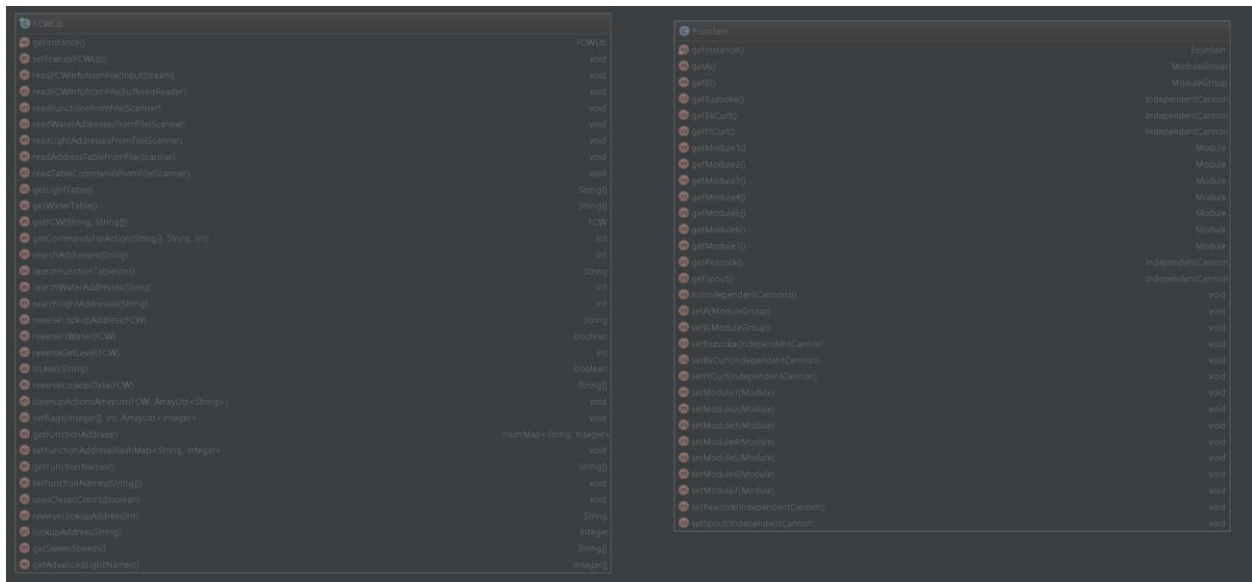 FCWLib
getInstance() FCWLib
setFcwLib(FCWLib) void
readFCWInfoFromFile(InputStream) void
readFCWInfoFromFile(BufferedReader) void
readFunctionsFromFile(Scanner) void
readWaterAddressesFromFile(Scanner) void
readLightAddressesFromFile(Scanner) void
readAddressTableFromFile(Scanner) void
readTableCommandsFromFile(Scanner) void
getLightTable() String[]
getWaterTable() String[]
getFCW(String, String[]) FCW
getCommandsForAction(String[], String, int) int
searchAddresses(String) int
searchFunctionTables(int) String
searchWaterAddresses(String) int
searchLightAddresses(String) int
reverseLookupAddress(FCW) String
reverseIsWater(FCW) boolean
reverseGetLevel(FCW) int
isLevel(String) boolean
reverseLookupData(FCW) String[]
cleanupActionsArrayList(FCW, ArrayList<String>) void
setFlags(Integer[], int, ArrayList<Integer> void
getFunctionAddress() HashMap<String, Integer>
setFunctionAddress(HashMap<String, Integer> void
getFunctionNames() String[]
setFunctionNames(String[]) void
usesClassicColors(boolean) void
reverseLookupAddress(int) String
lookupAddress(String) Integer
getSweepSpeeds() String[]
getAdvancedLightNames() Integer[]
Fountain
getInstance() Fountain
getA() ModuleGroup
getB() ModuleGroup
getBazooka() IndependentCannon
getBkCurt() IndependentCannon
getFtCurt() IndependentCannon
getModule1() Module
getModule2() Module
getModule3() Module
getModule4() Module
getModule5() Module
getModule6() Module
getModule7() Module
getPeacock() IndependentCannon
getSpout() IndependentCannon
initIndependentCannons() void
setA(ModuleGroup) void
setB(ModuleGroup) void
setBazooka(IndependentCannon) void
setBkCurt(IndependentCannon) void
setFtCurt(IndependentCannon) void
setModule1(Module) void
setModule2(Module) void
setModule3(Module) void
setModule4(Module) void
setModule5(Module) void
setModule6(Module) void
setModule7(Module) void
setPeacock(IndependentCannon) void
setSpout(IndependentCannon) void